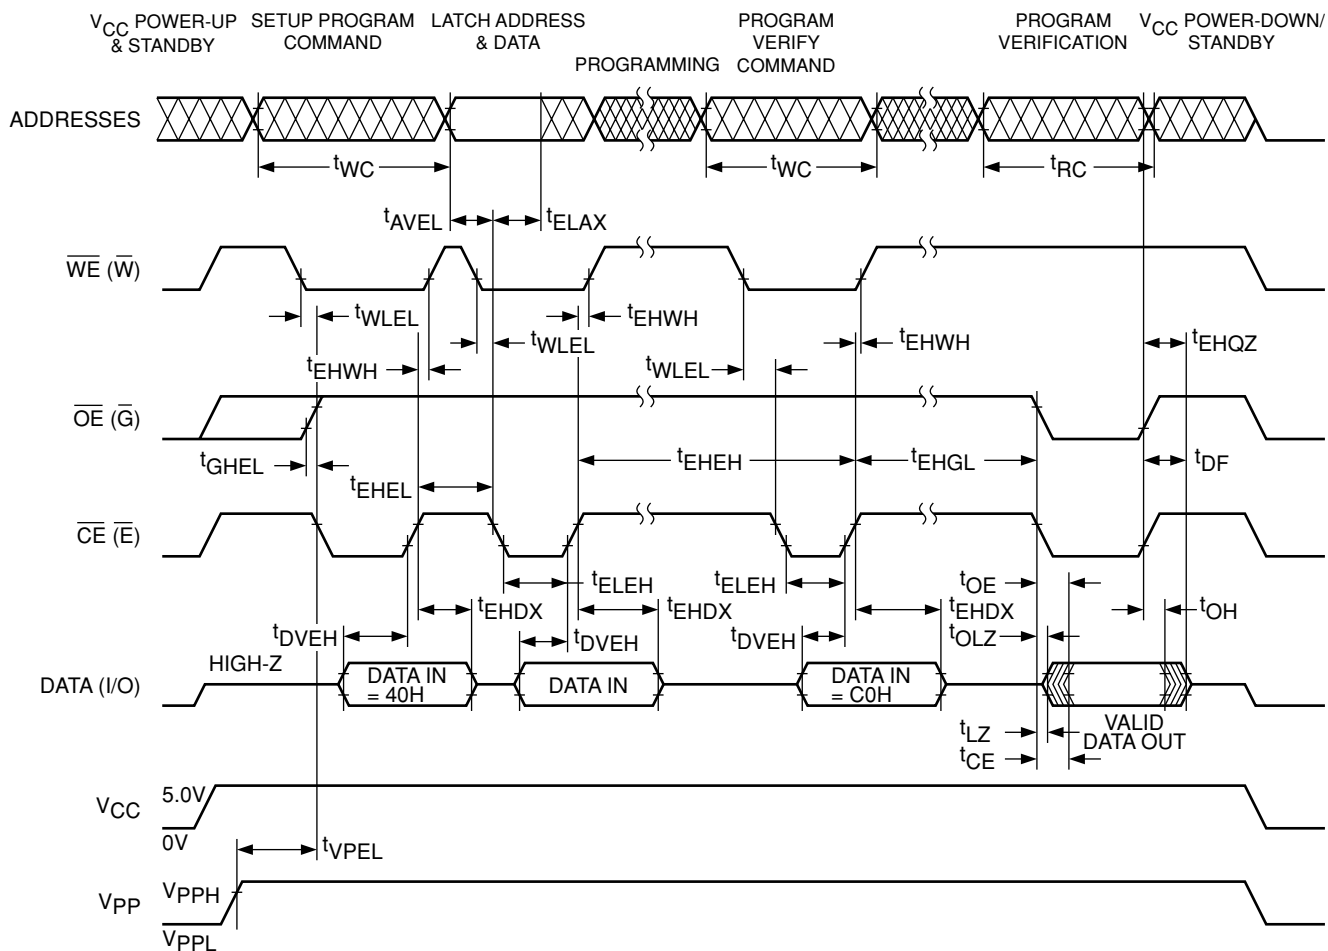 VCC POWER-UP & STANDBY
SETUP PROGRAM COMMAND
LATCH ADDRESS & DATA
PROGRAMMING
PROGRAM VERIFY COMMAND
PROGRAM VERIFICATION
VCC POWER-DOWN/ STANDBY
ADDRESSES
tWC
tWC
tRC
tAVEL
tELAX
WE (W)
tWLEL
tEHWH
tWLEL
tEHWH
tEHWH
tWLEL
tEHQZ
OE (G)
tGHEL
tEHEH
tEHGL
tDF
tEHEL
CE (E)
tELEH
tELEH
tOE
tEHDX
tEHDX
tEHDX
tOH
tDVEH
tDVEH
tDVEH
tOLZ
HIGH-Z
DATA (I/O)
DATA IN = 40H
DATA IN
DATA IN = C0H
VALID DATA OUT
tLZ
tCE
VCC
5.0V
0V
tVPEL
VPP
VPPH
VPPL